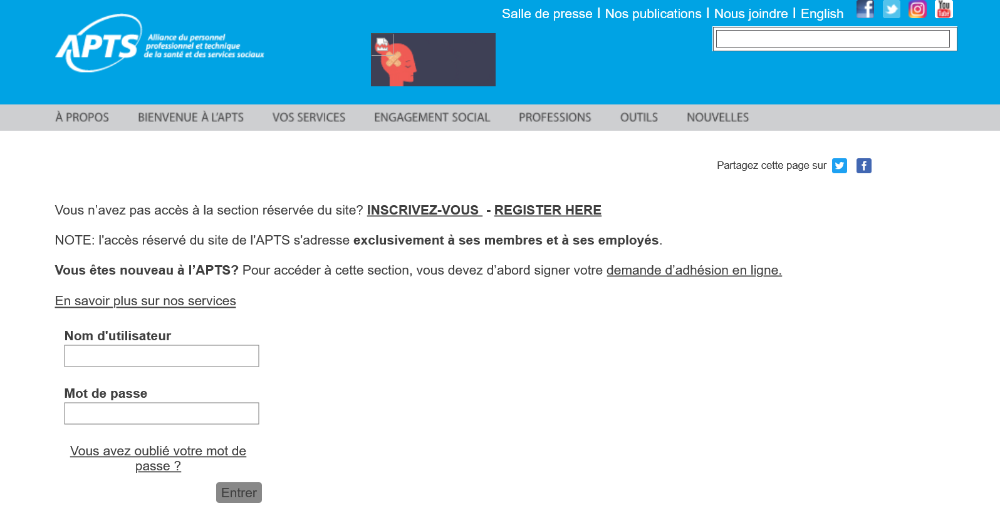 Salle de presse | Nos publications | Nous joindre | English
APTS
Alliance du personnel
professionnel et technique
de la santé et des services sociaux
You
Tube
À PROPOS BIENVENUE À L'APTS VOS SERVICES ENGAGEMENT SOCIAL PROFESSIONS OUTILS NOUVELLES
Partagez cette page sur
Vous n’avez pas accès à la section réservée du site? INSCRIVEZ-VOUS - REGISTER HERE
NOTE: l'accès réservé du site de l'APTS s'adresse exclusivement à ses membres et à ses employés.
Vous êtes nouveau à l’APTS? Pour accéder à cette section, vous devez d’abord signer votre demande d’adhésion en ligne.
En savoir plus sur nos services
Nom d'utilisateur
Mot de passe
Vous avez oublié votre mot de
passe ?
Entrer